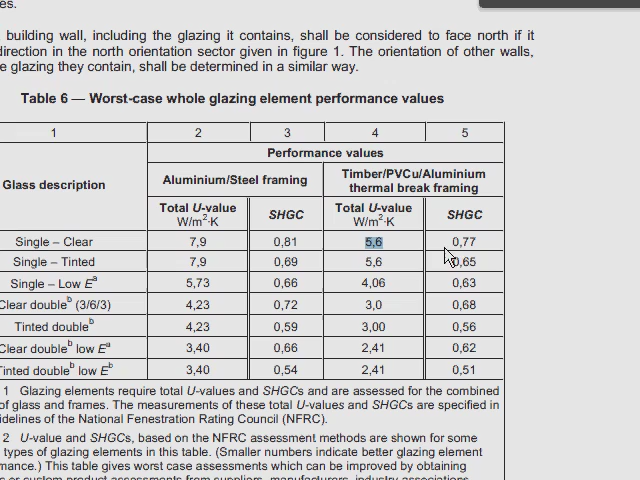 es.
building wall, including the glazing it contains, shall be considered to face north if it
direction in the north orientation sector given in figure 1. The orientation of other walls,
e glazing they contain, shall be determined in a similar way.
Table 6 — Worst-case whole glazing element performance values
1 2 3 4 5
Glass description
Performance values
Aluminium/Steel framing Timber/PVCu/Aluminium thermal break framing
Total U-value W/m²·K SHGC Total U-value W/m²·K SHGC
Single – Clear 7,9 0,81 5,6 0,77
Single – Tinted 7,9 0,69 5,6 0,65
Single – Low Eᵃ 5,73 0,66 4,06 0,63
Clear doubleᵇ (3/6/3) 4,23 0,72 3,0 0,68
Tinted doubleᵇ 4,23 0,59 3,00 0,56
Clear doubleᵇ low Eᵃ 3,40 0,66 2,41 0,62
Tinted doubleᵇ low Eᵇ 3,40 0,54 2,41 0,51
1 Glazing elements require total U-values and SHGCs and are assessed for the combined
of glass and frames. The measurements of these total U-values and SHGCs are specified in
idelines of the National Fenestration Rating Council (NFRC).
2 U-value and SHGCs, based on the NFRC assessment methods are shown for some
types of glazing elements in this table. (Smaller numbers indicate better glazing element
mance.) This table gives worst case assessments which can be improved by obtaining
or custom product assessments from suppliers, manufacturers, industry associations